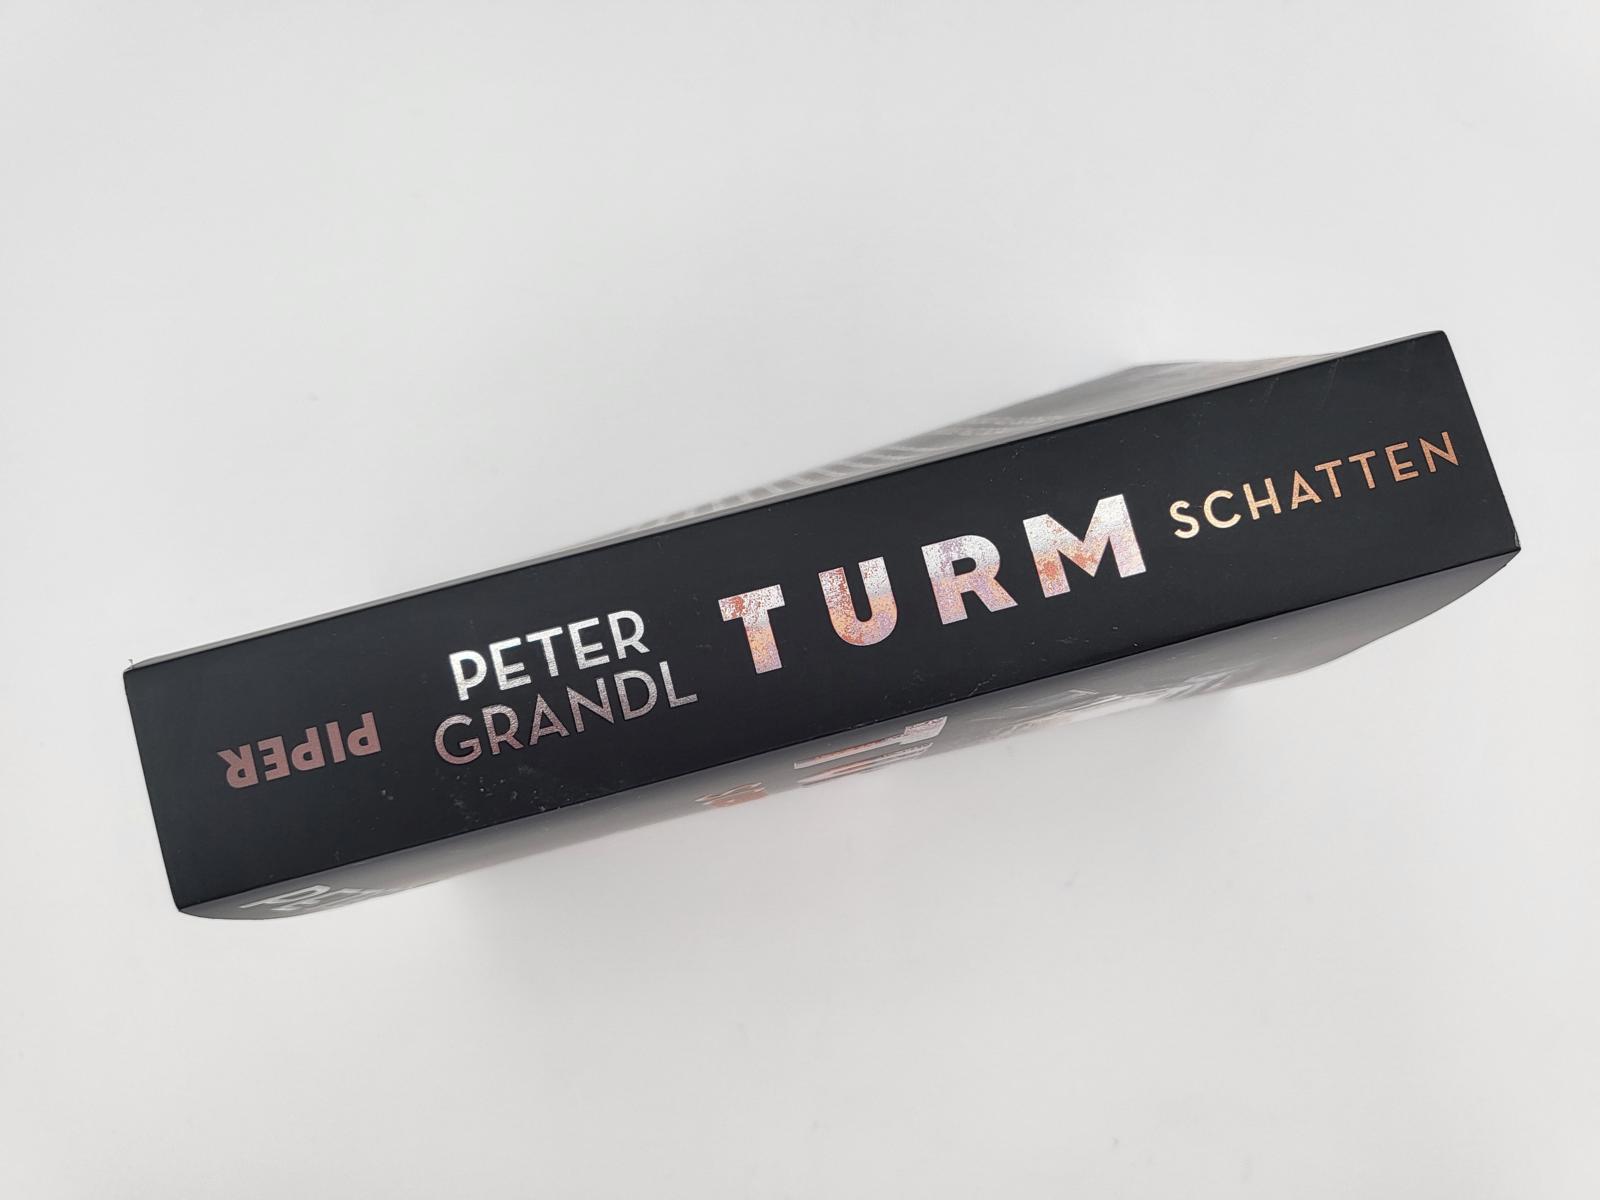 PIPER
PETER
GRANDL
TURM
SCHATTEN